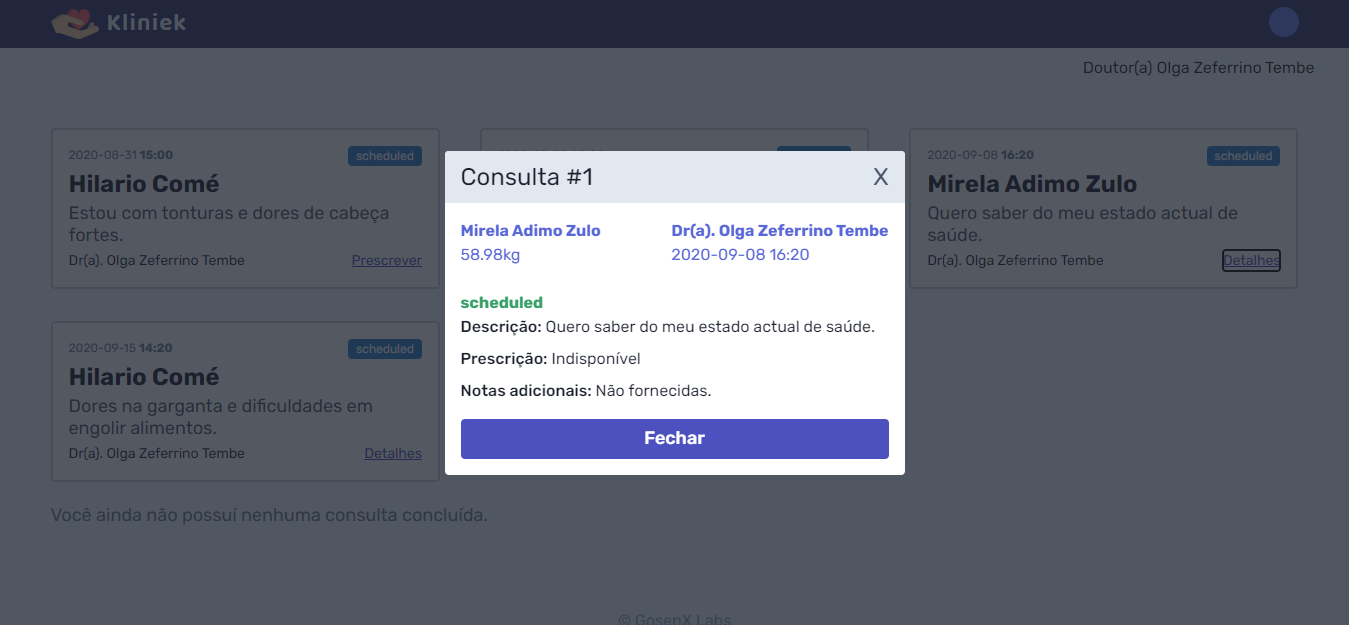 Kliniek
Doutor(a) Olga Zeferrino Tembe
2020-08-31 15:00
scheduled
Hilario Comé
Estou com tonturas e dores de cabeça
fortes.
Dr(a). Olga Zeferrino Tembe
Prescrever
2020-09-08 16:20
scheduled
Mirela Adimo Zulo
Quero saber do meu estado actual de
saúde.
Dr(a). Olga Zeferrino Tembe
Detalhes
Consulta #1
X
Mirela Adimo Zulo
58.98kg
Dr(a). Olga Zeferrino Tembe
2020-09-08 16:20
scheduled
Descrição: Quero saber do meu estado actual de saúde.
Prescrição: Indisponível
Notas adicionais: Não fornecidas.
Fechar
2020-09-15 14:20
scheduled
Hilario Comé
Dores na garganta e dificuldades em
engolir alimentos.
Dr(a). Olga Zeferrino Tembe
Detalhes
Você ainda não possuí nenhuma consulta concluída.
© GosenX Labs